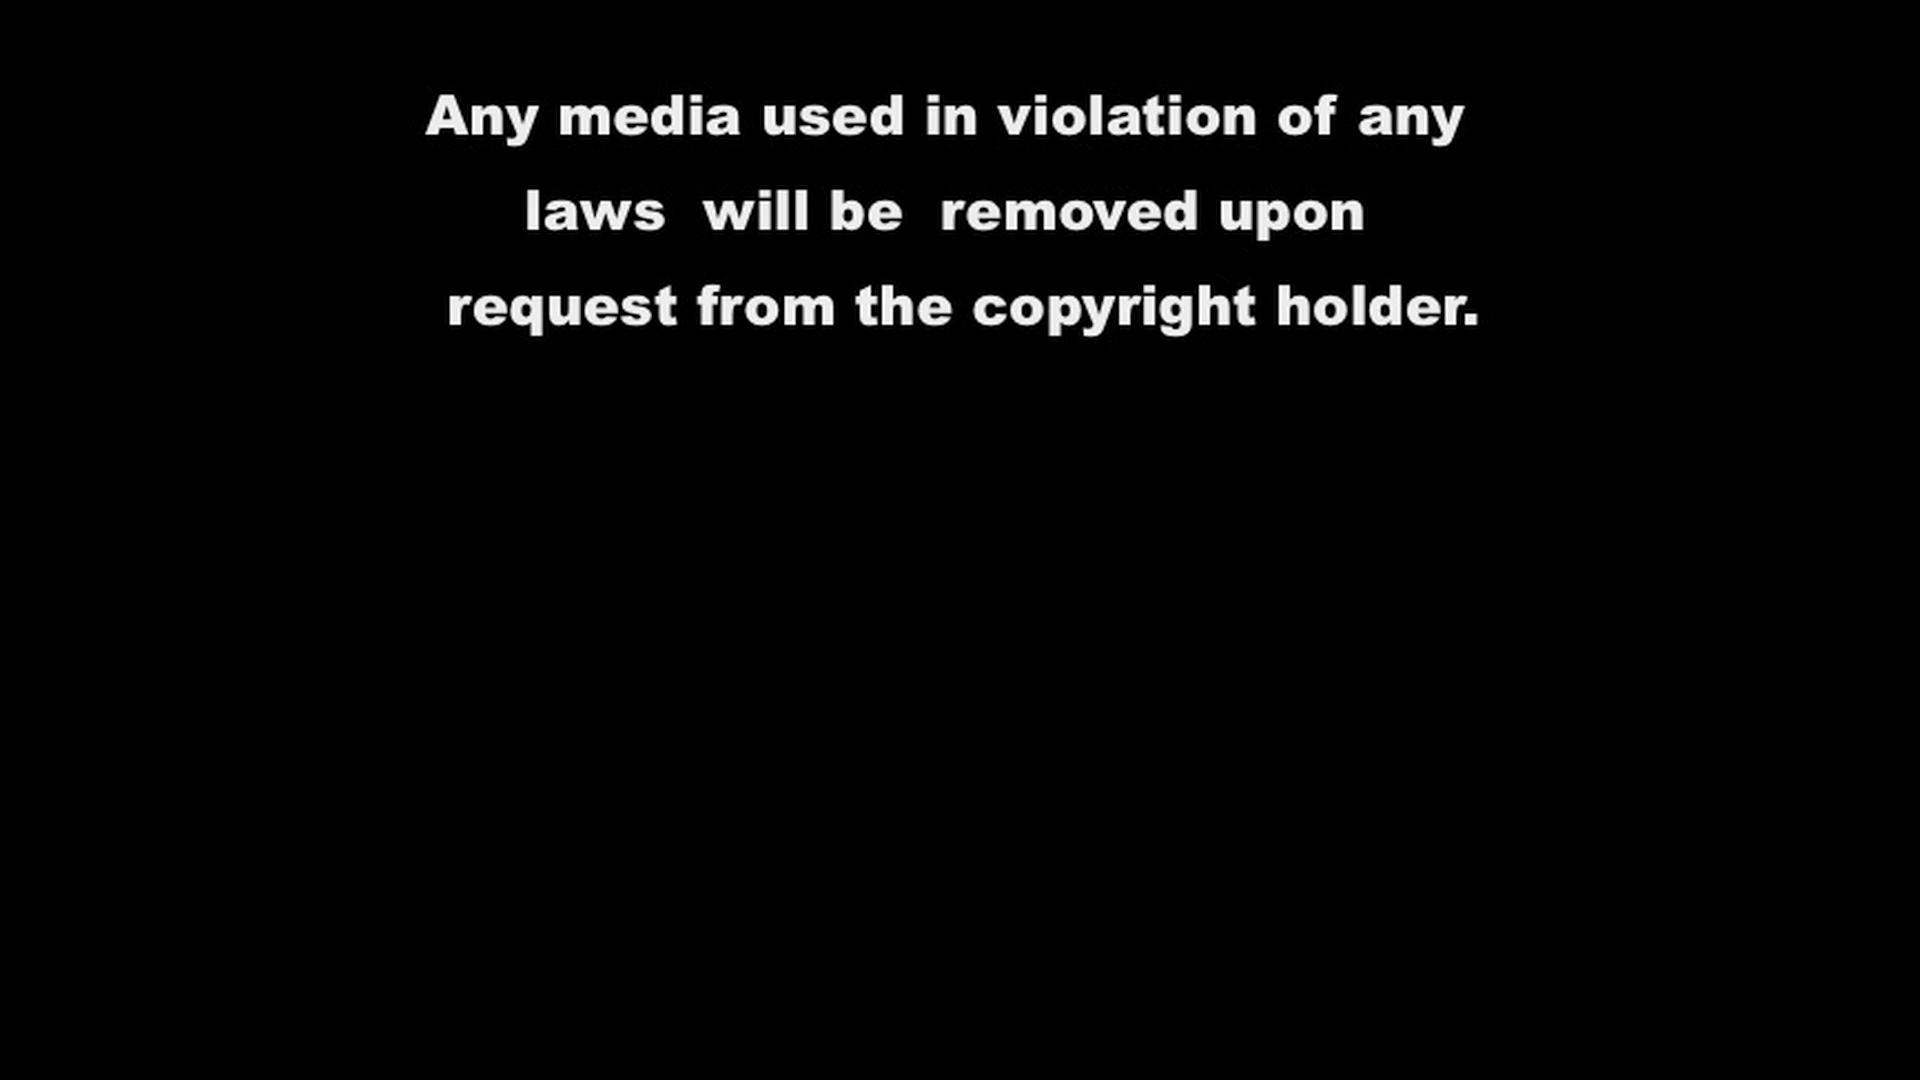 Any media used in violation of any
laws  will be  removed upon
request from the copyright holder.